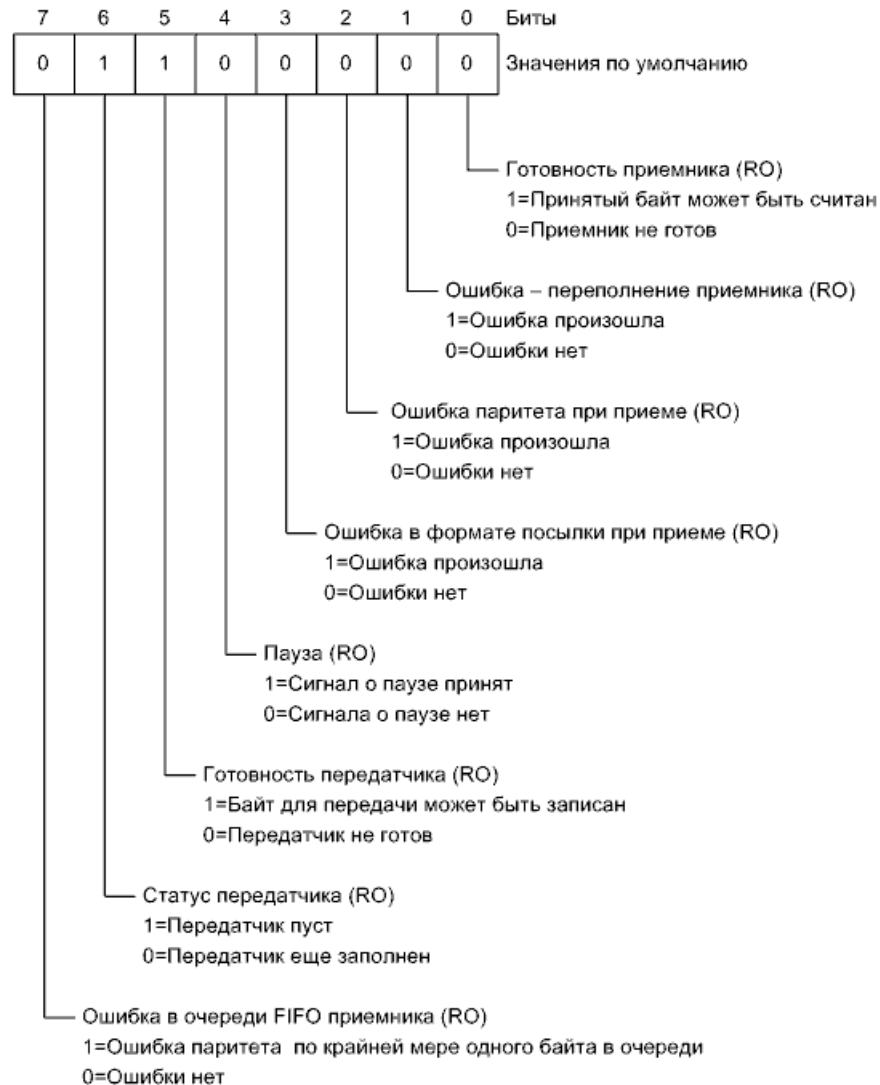 7 6 5 4 3 2 1 0 Биты
0 1 1 0 0 0 0 0 Значения по умолчанию
Готовность приемника (RO)
1=Принятый байт может быть считан
0=Приемник не готов
Ошибка – переполнение приемника (RO)
1=Ошибка произошла
0=Ошибки нет
Ошибка паритета при приеме (RO)
1=Ошибка произошла
0=Ошибки нет
Ошибка в формате посылки при приеме (RO)
1=Ошибка произошла
0=Ошибки нет
Пауза (RO)
1=Сигнал о паузе принят
0=Сигнала о паузе нет
Готовность передатчика (RO)
1=Байт для передачи может быть записан
0=Передатчик не готов
Статус передатчика (RO)
1=Передатчик пуст
0=Передатчик еще заполнен
Ошибка в очереди FIFO приемника (RO)
1=Ошибка паритета по крайней мере одного байта в очереди
0=Ошибки нет